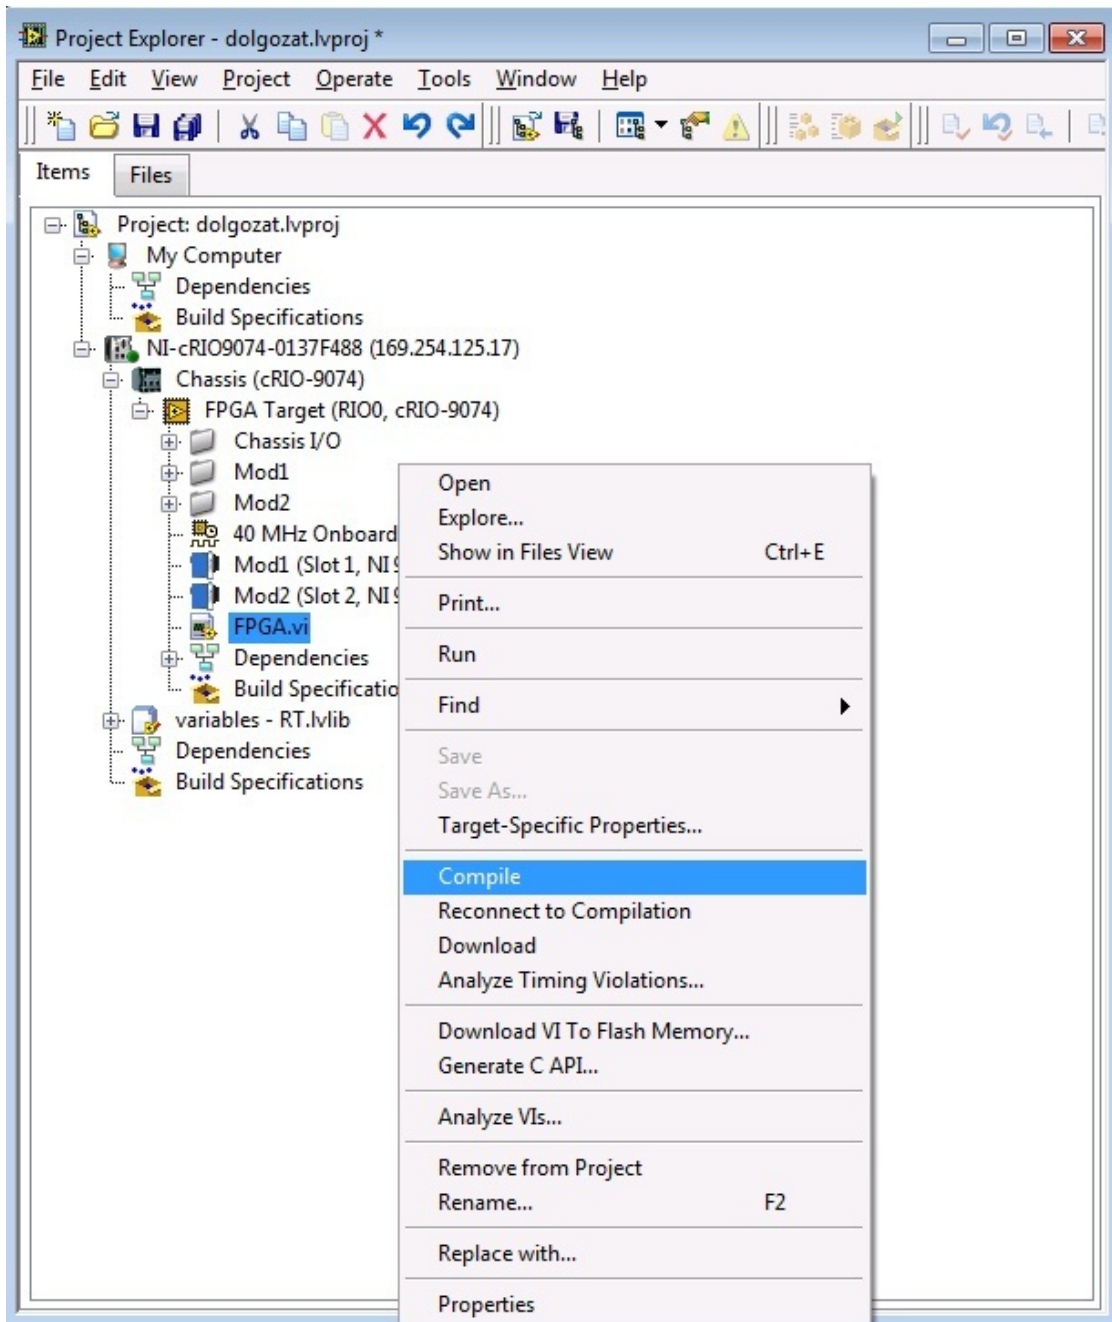 Project Explorer - dolgozat.lvproj *
File Edit View Project Operate Tools Window Help
Items Files
Project: dolgozat.lvproj
My Computer
Dependencies
Build Specifications
NI-cRIO9074-0137F488 (169.254.125.17)
Chassis (cRIO-9074)
FPGA Target (RIO0, cRIO-9074)
Chassis I/O
Mod1
Mod2
40 MHz Onboard
Mod1 (Slot 1, NI 9
Mod2 (Slot 2, NI 9
FPGA.vi
Dependencies
Build Specificatio
variables - RT.lvlib
Dependencies
Build Specifications
Open
Explore...
Show in Files View Ctrl+E
Print...
Run
Find
Save
Save As...
Target-Specific Properties...
Compile
Reconnect to Compilation
Download
Analyze Timing Violations...
Download VI To Flash Memory...
Generate C API...
Analyze VIs...
Remove from Project
Rename... F2
Replace with...
Properties